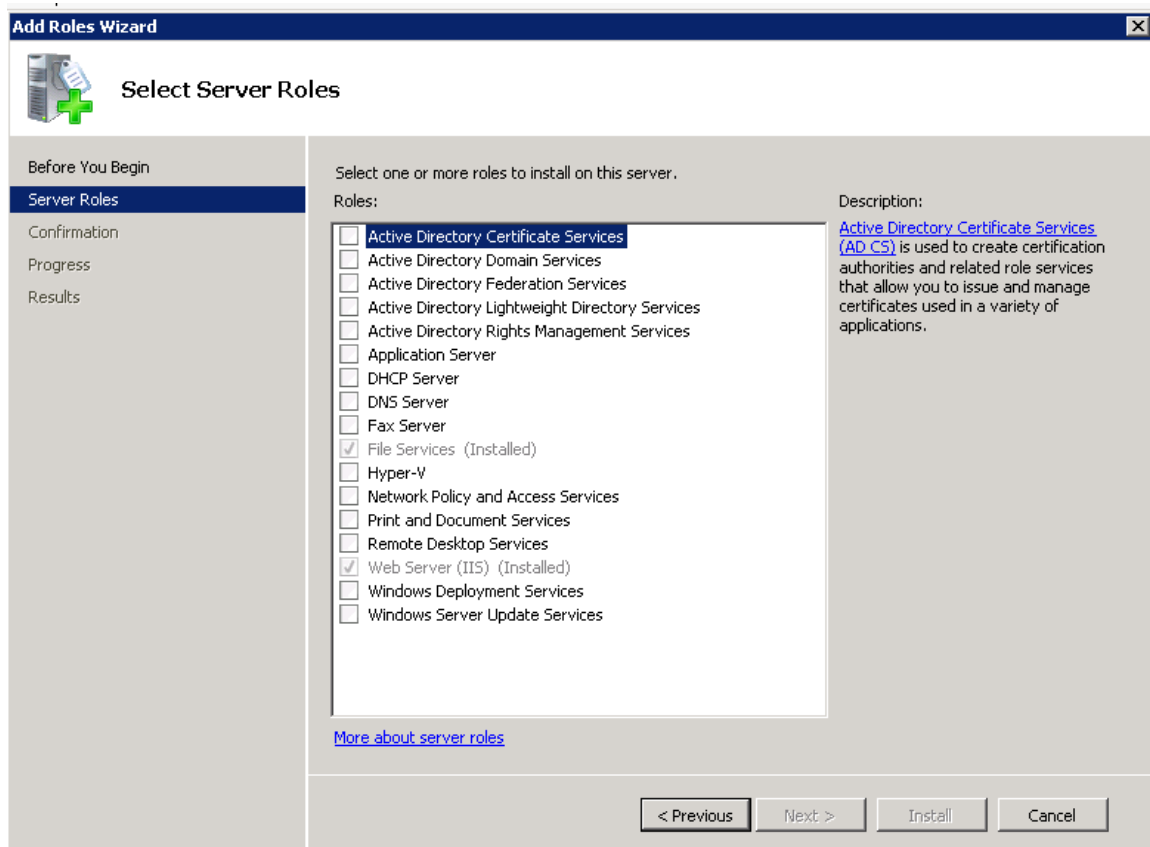 Add Roles Wizard
Select Server Roles
Before You Begin
Server Roles
Confirmation
Progress
Results
Select one or more roles to install on this server.
Roles:
Active Directory Certificate Services
Active Directory Domain Services
Active Directory Federation Services
Active Directory Lightweight Directory Services
Active Directory Rights Management Services
Application Server
DHCP Server
DNS Server
Fax Server
File Services (Installed)
Hyper-V
Network Policy and Access Services
Print and Document Services
Remote Desktop Services
Web Server (IIS) (Installed)
Windows Deployment Services
Windows Server Update Services
More about server roles
Description:
Active Directory Certificate Services
(AD CS) is used to create certification
authorities and related role services
that allow you to issue and manage
certificates used in a variety of
applications.
< Previous
Next >
Install
Cancel